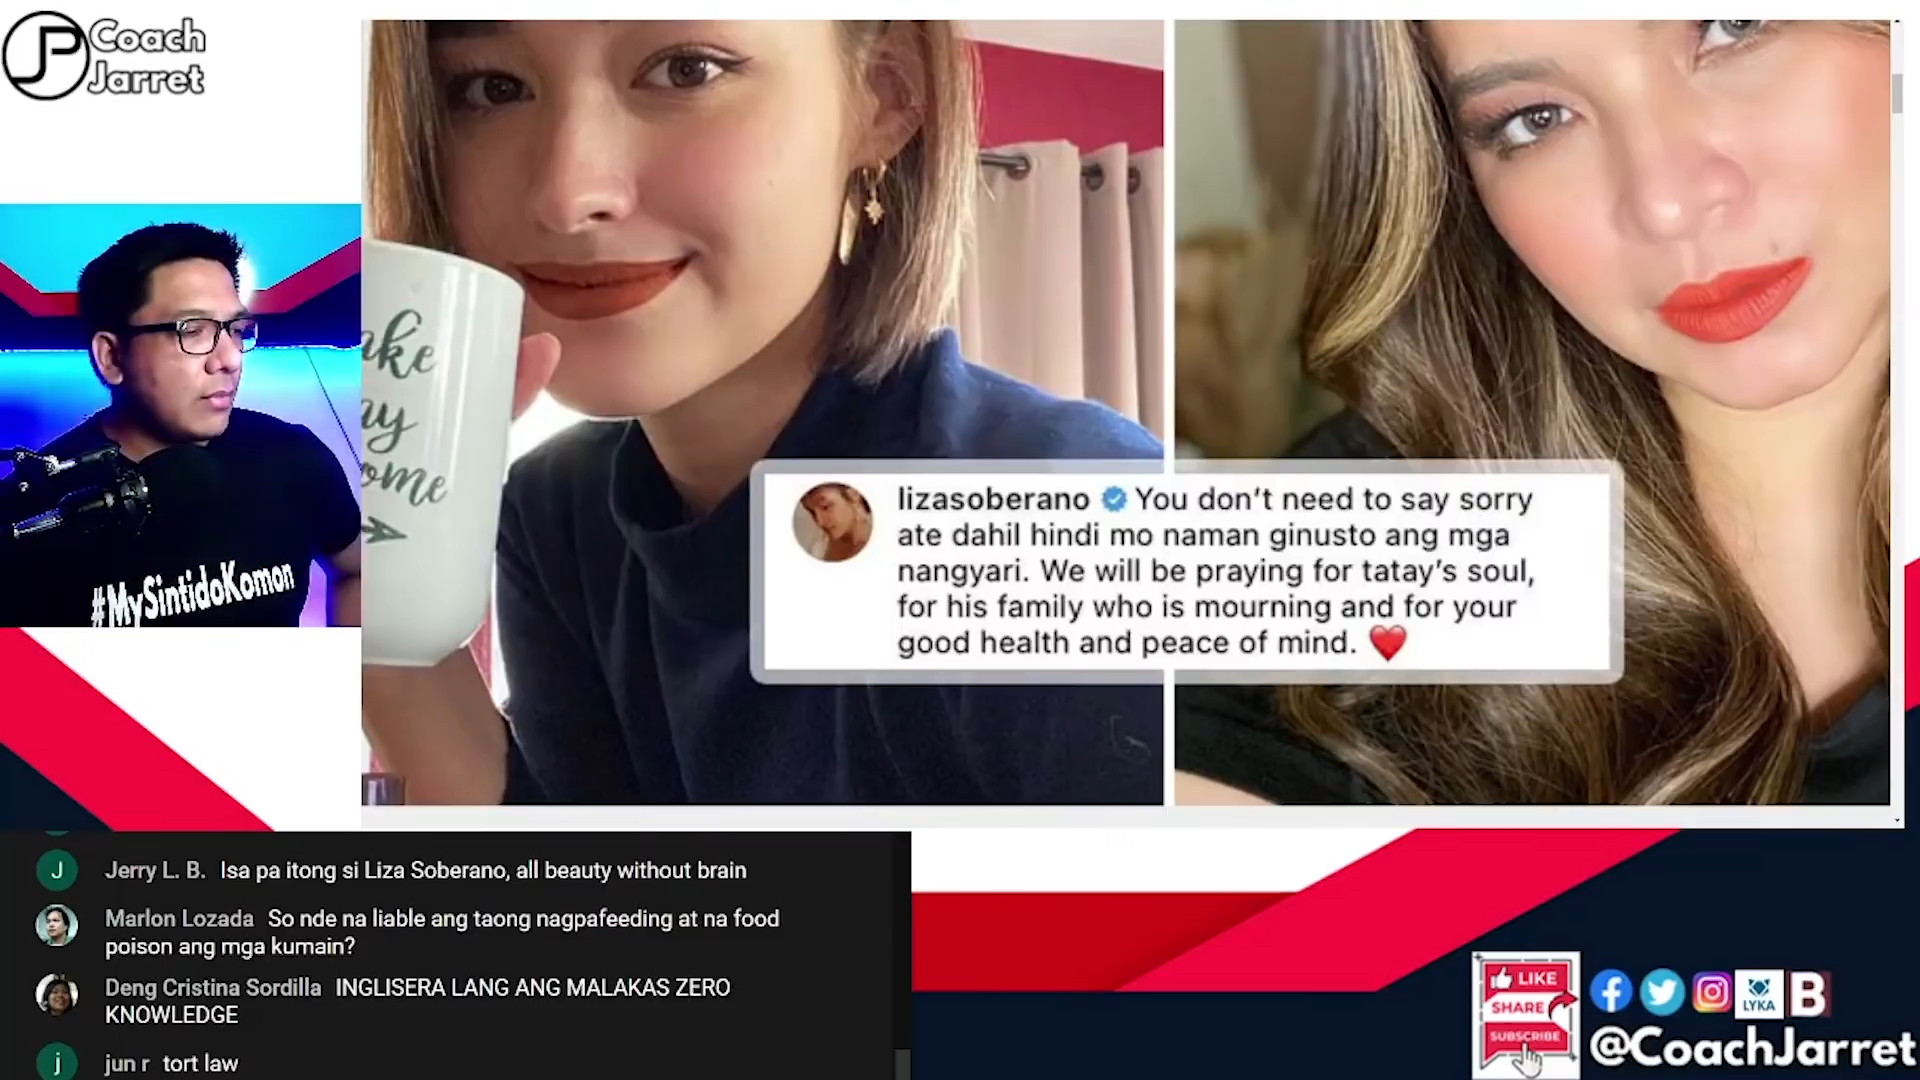 Coach
Jarret
ake
ay
ome
#MySintidoKomon
lizasoberano You don't need to say sorry
ate dahil hindi mo naman ginusto ang mga
nangyari. We will be praying for tatay's soul,
for his family who is mourning and for your
good health and peace of mind. ❤️
J Jerry L. B. Isa pa itong si Liza Soberano, all beauty without brain
Marlon Lozada So nde na liable ang taong nagpafeeding at na food
poison ang mga kumain?
Deng Cristina Sordilla INGLISERA LANG ANG MALAKAS ZERO
KNOWLEDGE
j jun r tort law
LIKE
SHARE
SUBSCRIBE
LYKA
B
@CoachJarret